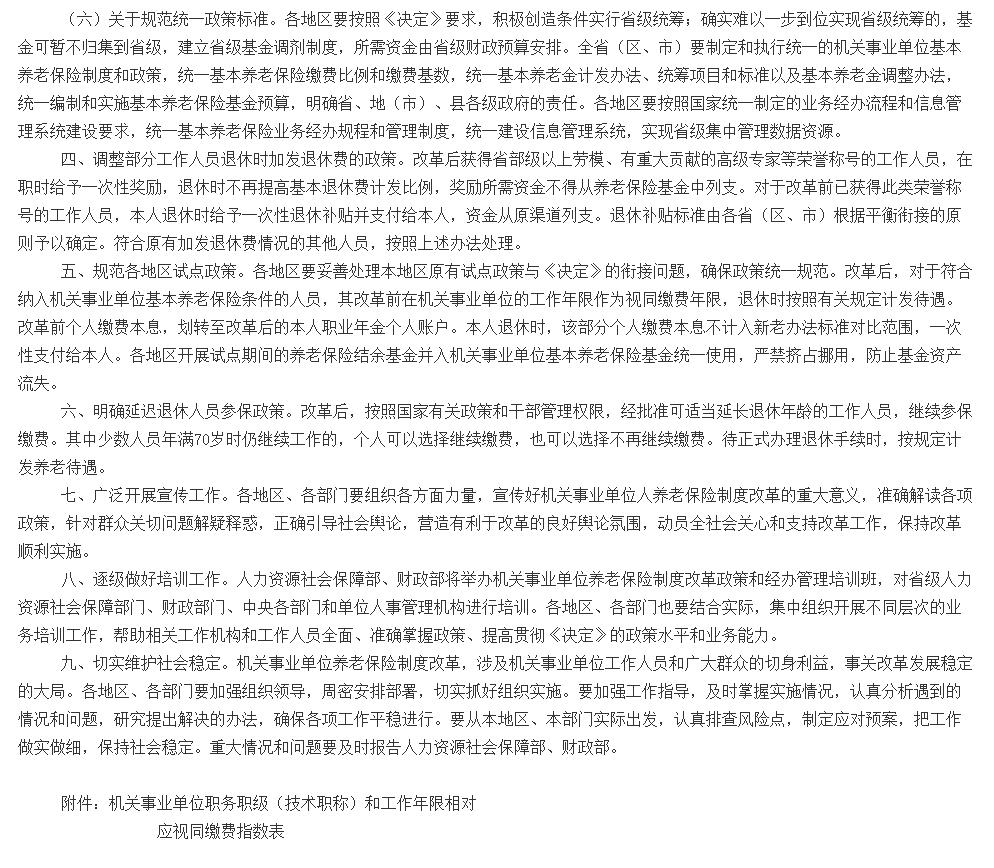 （六）关于规范统一政策标准。各地区要按照《决定》要求，积极创造条件实行省级统筹；确实难以一步到位实现省级统筹的，基
金可暂不归集到省级，建立省级基金调剂制度，所需资金由省级财政预算安排。全省（区、市）要制定和执行统一的机关事业单位基本
养老保险制度和政策，统一基本养老保险缴费比例和缴费基数，统一基本养老金计发办法、统筹项目和标准以及基本养老金调整办法，
统一编制和实施基本养老保险基金预算，明确省、地（市）、县各级政府的责任。各地区要按照国家统一制定的业务经办流程和信息管
理系统建设要求，统一基本养老保险业务经办规程和管理制度，统一建设信息管理系统，实现省级集中管理数据资源。
四、调整部分工作人员退休时加发退休费的政策。改革后获得省部级以上劳模、有重大贡献的高级专家等荣誉称号的工作人员，在
职时给予一次性奖励，退休时不再提高基本退休费计发比例，奖励所需资金不得从养老保险基金中列支。对于改革前已获得此类荣誉称
号的工作人员，本人退休时给予一次性退休补贴并支付给本人，资金从原渠道列支。退休补贴标准由各省（区、市）根据平衡衔接的原
则予以确定。符合原有加发退休费情况的其他人员，按照上述办法处理。
五、规范各地区试点政策。各地区要妥善处理本地区原有试点政策与《决定》的衔接问题，确保政策统一规范。改革后，对于符合
纳入机关事业单位基本养老保险条件的人员，其改革前在机关事业单位的工作年限作为视同缴费年限，退休时按照有关规定计发待遇。
改革前个人缴费本息，划转至改革后的本人职业年金个人账户。本人退休时，该部分个人缴费本息不计入新老办法标准对比范围，一次
性支付给本人。各地区开展试点期间的养老保险结余基金并入机关事业单位基本养老保险基金统一使用，严禁挤占挪用，防止基金资产
流失。
六、明确延迟退休人员参保政策。改革后，按照国家有关政策和干部管理权限，经批准可适当延长退休年龄的工作人员，继续参保
缴费。其中少数人员年满70岁时仍继续工作的，个人可以选择继续缴费，也可以选择不再继续缴费。待正式办理退休手续时，按规定计
发养老待遇。
七、广泛开展宣传工作。各地区、各部门要组织各方面力量，宣传好机关事业单位人养老保险制度改革的重大意义，准确解读各项
政策，针对群众关切问题解疑释惑，正确引导社会舆论，营造有利于改革的良好舆论氛围，动员全社会关心和支持改革工作，保持改革
顺利实施。
八、逐级做好培训工作。人力资源社会保障部、财政部将举办机关事业单位养老保险制度改革政策和经办管理培训班，对省级人力
资源社会保障部门、财政部门、中央各部门和单位人事管理机构进行培训。各地区、各部门也要结合实际，集中组织开展不同层次的业
务培训工作，帮助相关工作机构和工作人员全面、准确掌握政策、提高贯彻《决定》的政策水平和业务能力。
九、切实维护社会稳定。机关事业单位养老保险制度改革，涉及机关事业单位工作人员和广大群众的切身利益，事关改革发展稳定
的大局。各地区、各部门要加强组织领导，周密安排部署，切实抓好组织实施。要加强工作指导，及时掌握实施情况，认真分析遇到的
情况和问题，研究提出解决的办法，确保各项工作平稳进行。要从本地区、本部门实际出发，认真排查风险点，制定应对预案，把工作
做实做细，保持社会稳定。重大情况和问题要及时报告人力资源社会保障部、财政部。
附件：机关事业单位职务职级（技术职称）和工作年限相对
应视同缴费指数表